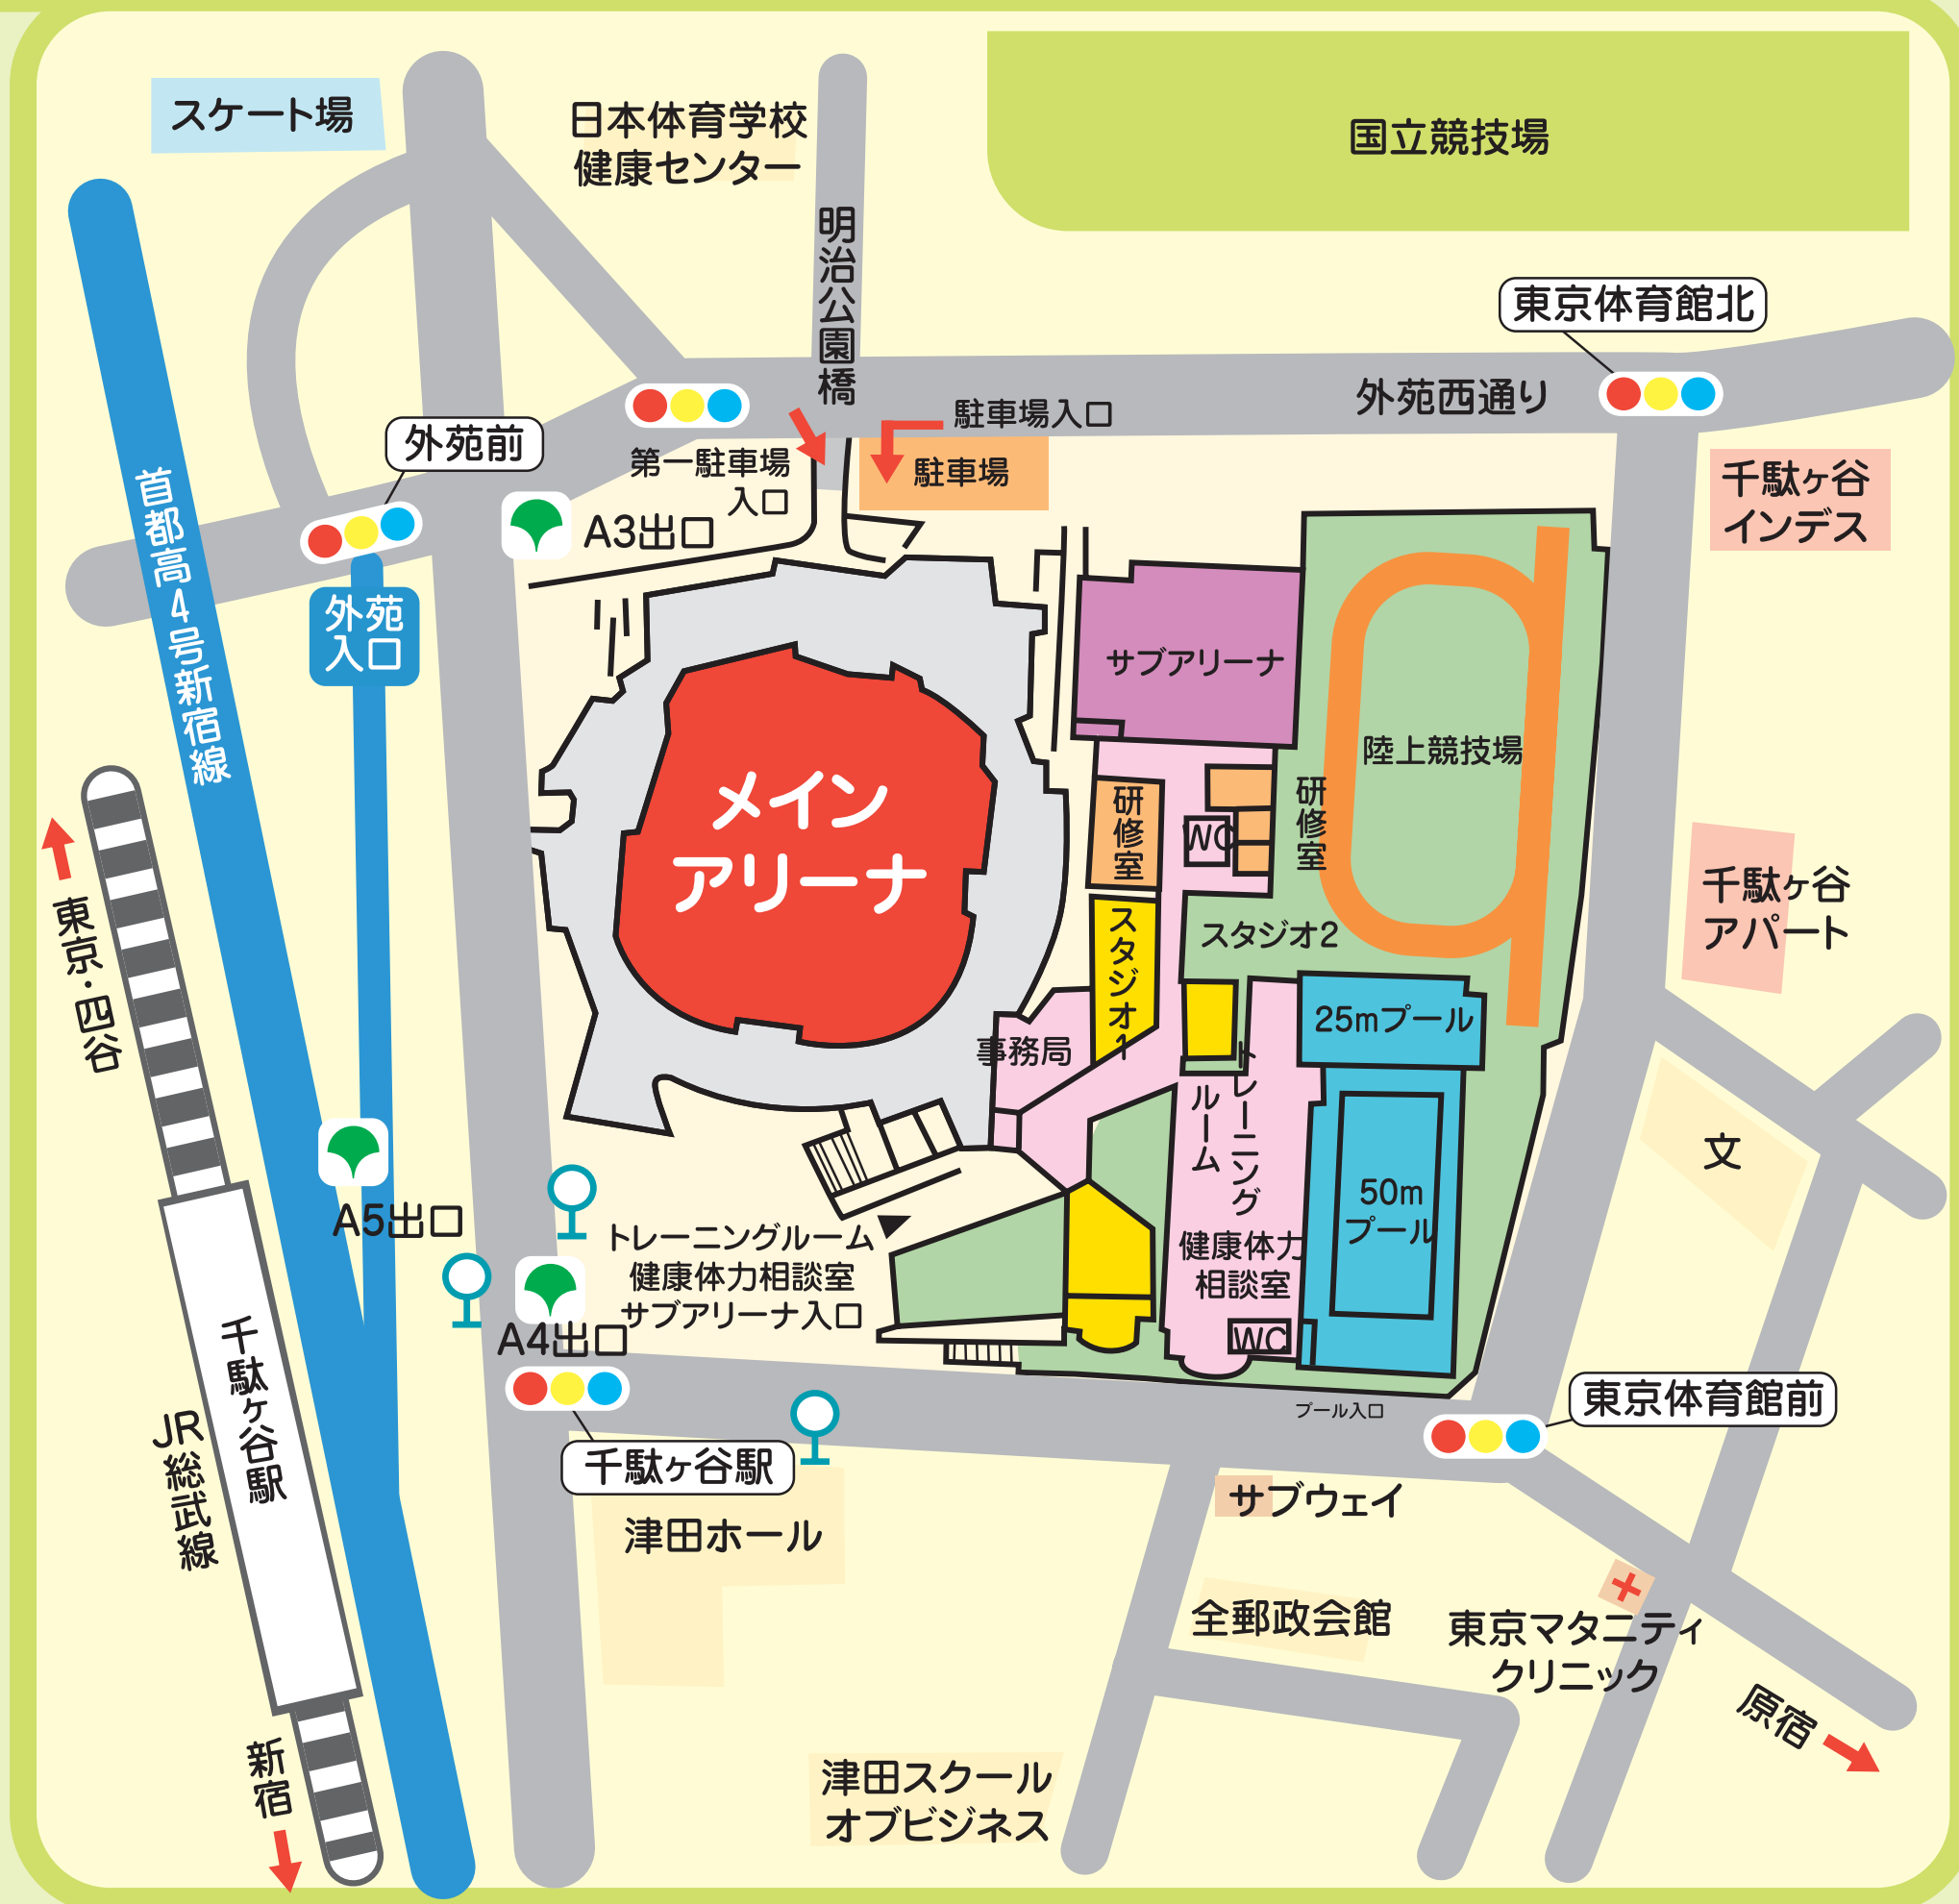 スケート場
日本体育学校
健康センター
国立競技場
明治公園橋
東京体育館北
外苑西通り
駐車場入口
駐車場
第一駐車場
入口
外苑前
A3出口
千駄ヶ谷
インデス
首都高4号新宿線
外苑
入口
サブアリーナ
陸上競技場
メイン
アリーナ
研修室
WC
研修室
千駄ヶ谷
アパート
東京・四谷
スタジオ1
スタジオ2
25mプール
事務局
トレーニング
ルーム
文
50m
プール
A5出口
トレーニングルーム
健康体力相談室
サブアリーナ入口
健康体力
相談室
WC
A4出口
千駄ヶ谷駅
JR総武線
プール入口
東京体育館前
千駄ヶ谷駅
サブウェイ
津田ホール
全郵政会館
東京マタニティ
クリニック
原宿
新宿
津田スクール
オブビジネス